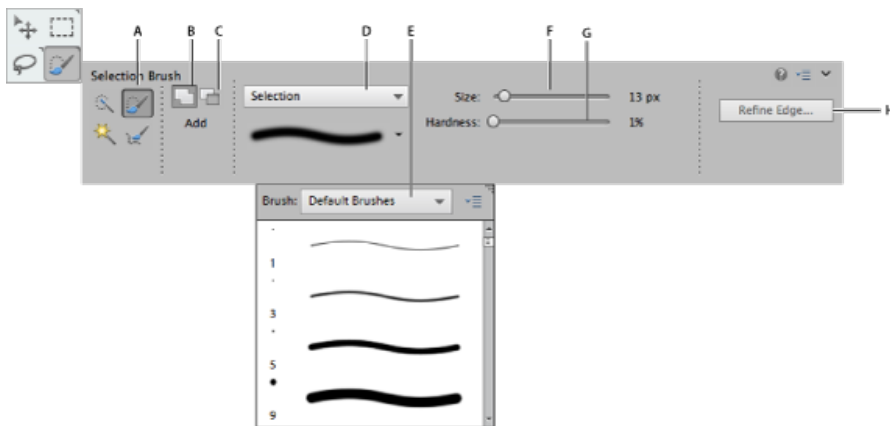 A B C D E F G
Selection Brush
Selection
Size: 13 px
Refine Edge...
Add
Hardness: 1%
Brush: Default Brushes
1
3
5
9